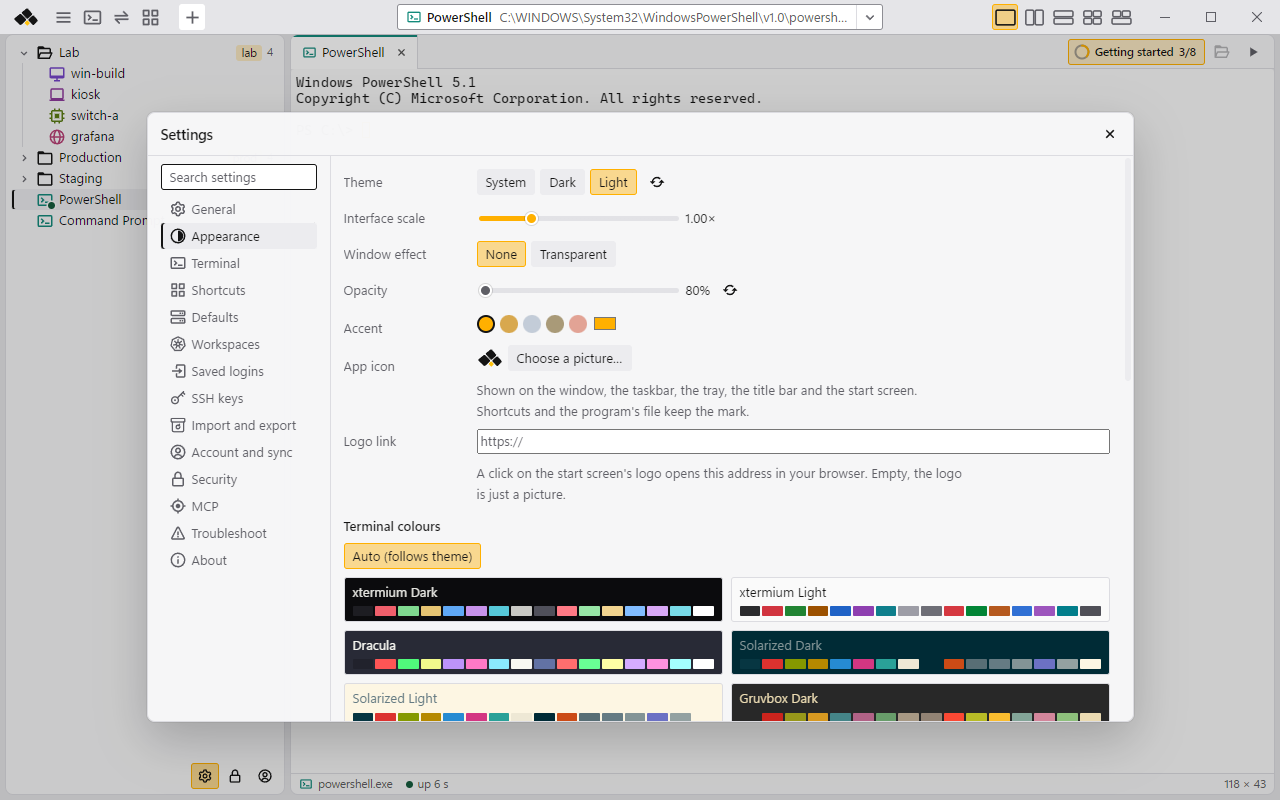 PowerShell C:\WINDOWS\System32\WindowsPowerShell\v1.0\powersh...
Lab lab 4
win-build
kiosk
switch-a
grafana
Production
Staging
PowerShell
Command Pron
PowerShell
Getting started 3/8
Windows PowerShell 5.1
Copyright (C) Microsoft Corporation. All rights reserved.
Settings
Search settings
General
Appearance
Terminal
Shortcuts
Defaults
Workspaces
Saved logins
SSH keys
Import and export
Account and sync
Security
MCP
Troubleshoot
About
Theme System Dark Light
Interface scale 1.00×
Window effect None Transparent
Opacity 80%
Accent
App icon Choose a picture...
Shown on the window, the taskbar, the tray, the title bar and the start screen.
Shortcuts and the program's file keep the mark.
Logo link https://
A click on the start screen's logo opens this address in your browser. Empty, the logo
is just a picture.
Terminal colours
Auto (follows theme)
xtermium Dark xtermium Light
Dracula Solarized Dark
Solarized Light Gruvbox Dark
powershell.exe up 6 s 118 × 43